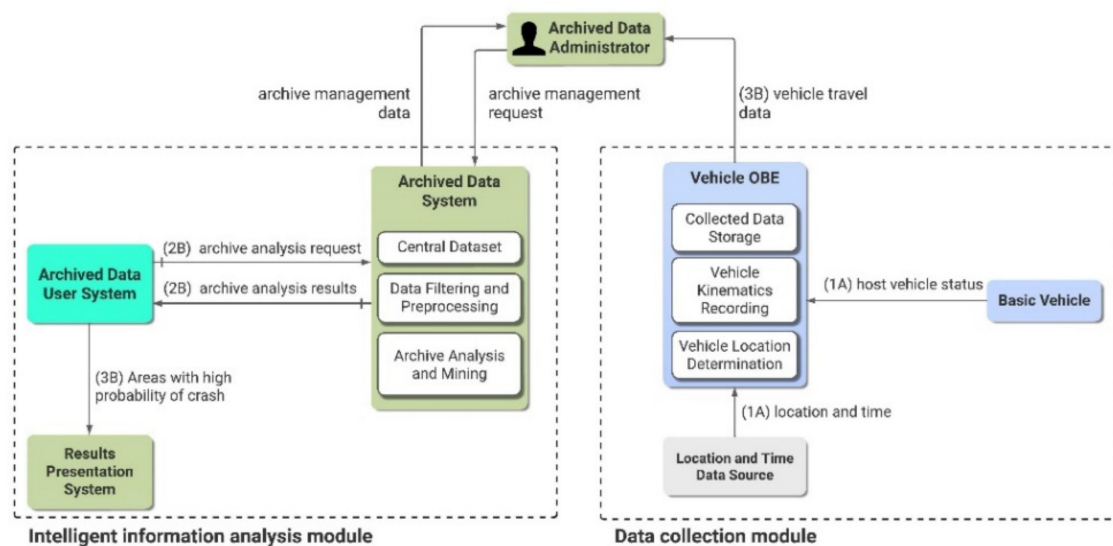 Archived Data
Administrator
archive management
data
archive management
request
(3B) vehicle travel
data
Archived Data
System
Central Dataset
Data Filtering and
Preprocessing
Archive Analysis
and Mining
(2B) archive analysis request
(2B) archive analysis results
Archived Data
User System
(3B) Areas with high
probability of crash
Results
Presentation
System
Intelligent information analysis module
Vehicle OBE
Collected Data
Storage
Vehicle
Kinematics
Recording
Vehicle Location
Determination
(1A) host vehicle status
Basic Vehicle
(1A) location and time
Location and Time
Data Source
Data collection module